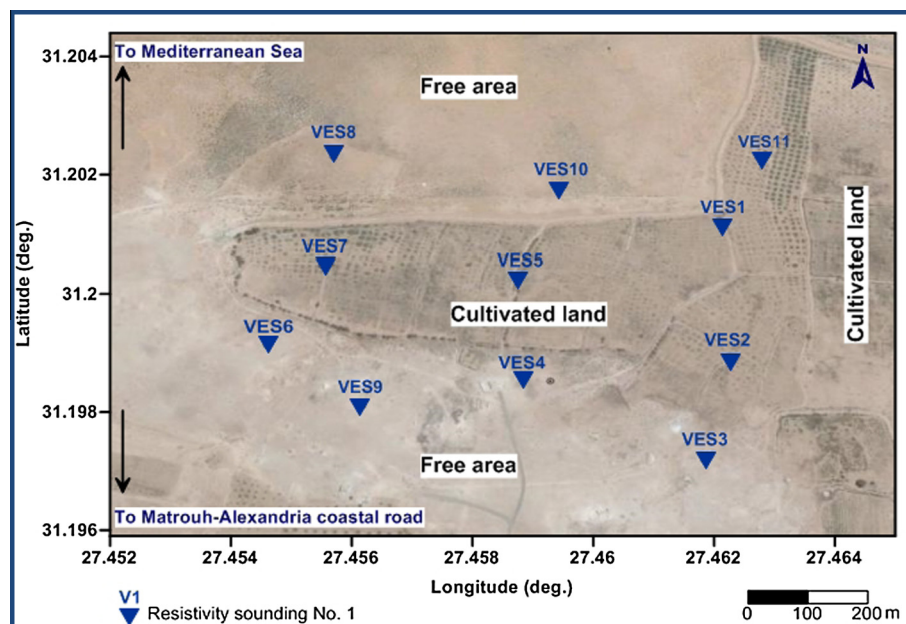 31.204
To Mediterranean Sea
N
Free area
VES8
VES11
31.202
VES10
VES1
VES7
VES5
Latitude (deg.)
31.2
Cultivated land
Cultivated land
VES6
VES2
VES4
VES9
31.198
VES3
Free area
To Matrouh-Alexandria coastal road
31.196
27.452 27.454 27.456 27.458 27.46 27.462 27.464
Longitude (deg.)
V1
Resistivity sounding No. 1
0 100 200 m